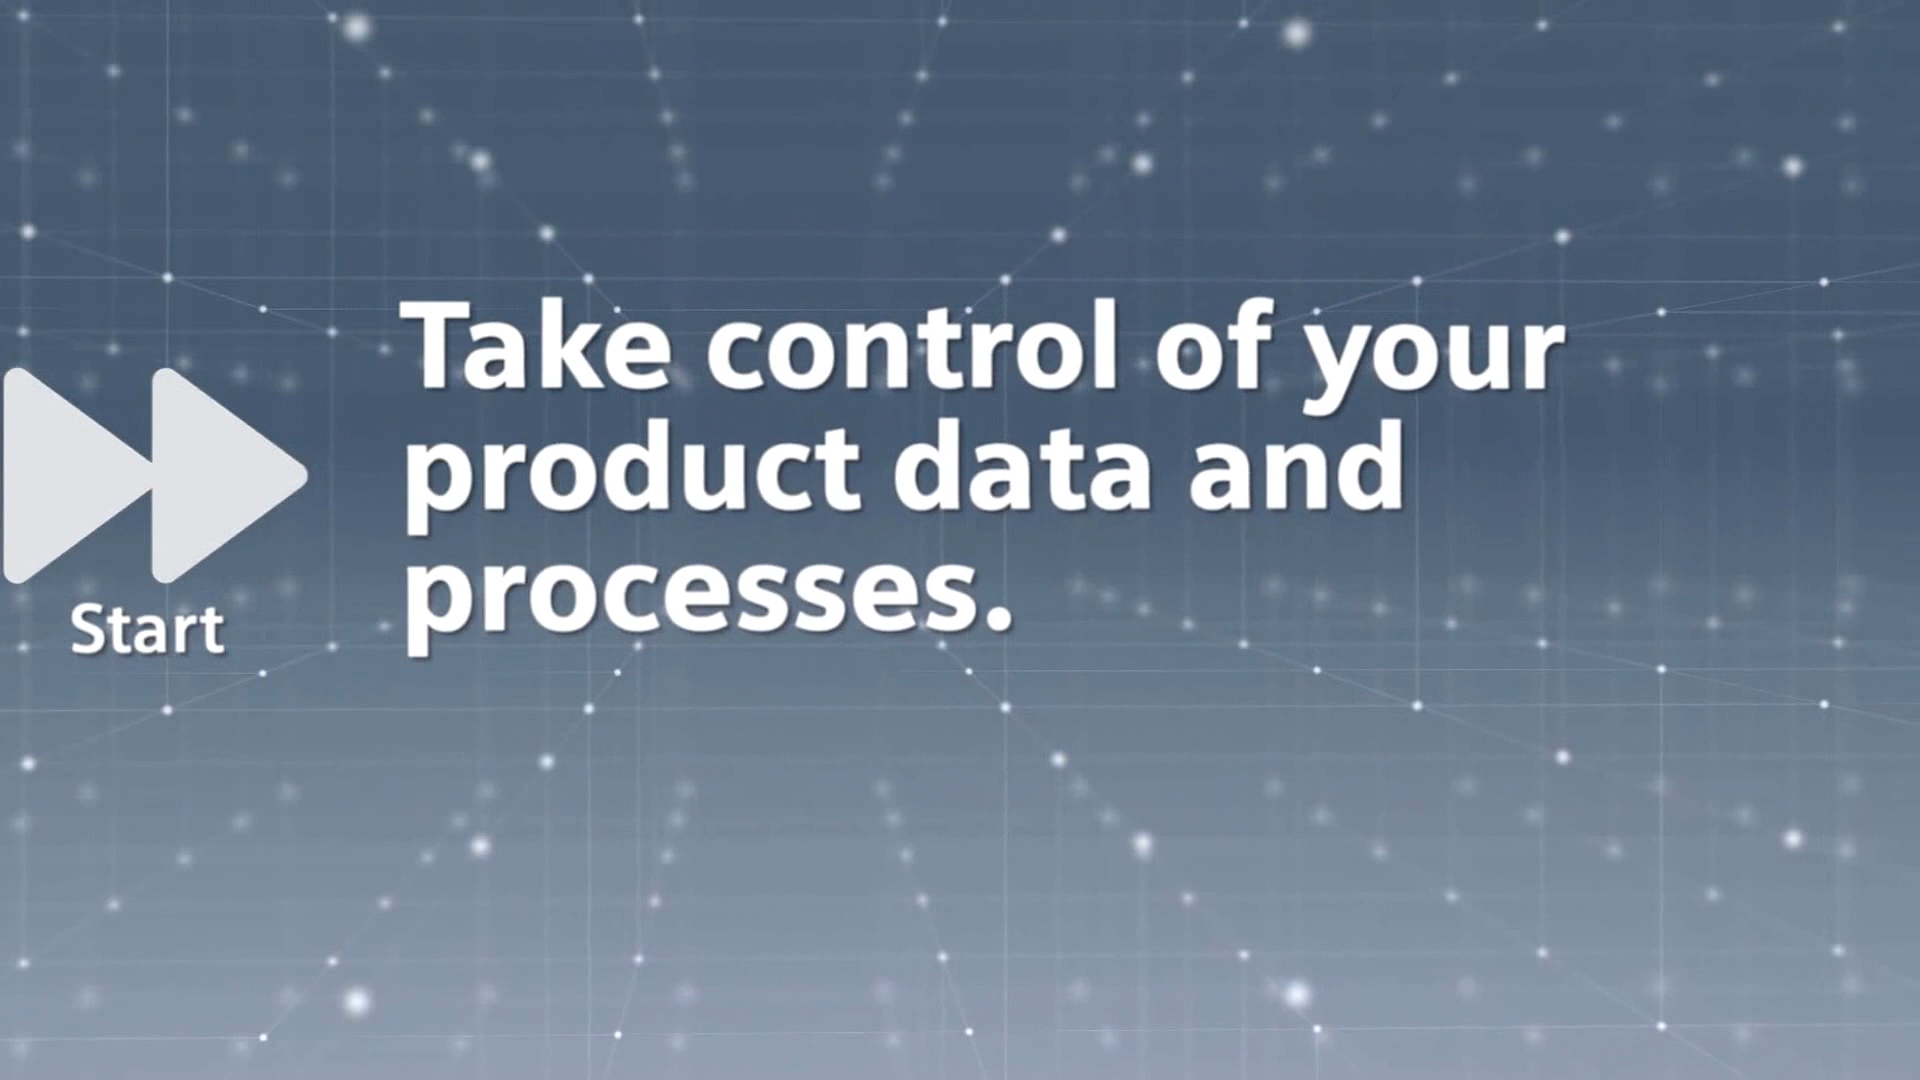 Take control of your
product data and
processes.
Start